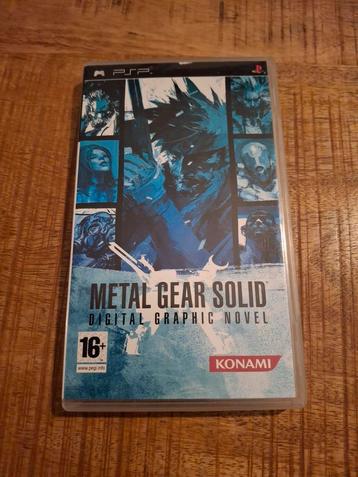 PSP
METAL GEAR SOLID
DIGITAL GRAPHIC NOVEL
16+
www.pegi.info
KONAMI